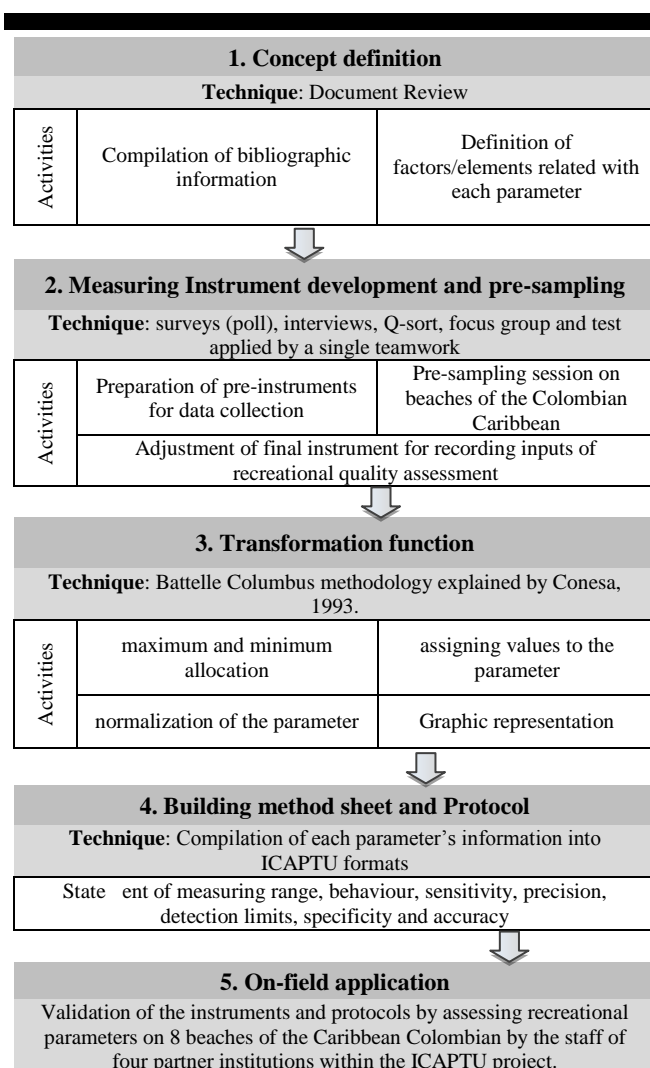 1. Concept definition
Technique: Document Review
Activities
Compilation of bibliographic
information
Definition of
factors/elements related with
each parameter
2. Measuring Instrument development and pre-sampling
Technique: surveys (poll), interviews, Q-sort, focus group and test
applied by a single teamwork
Activities
Preparation of pre-instruments
for data collection
Pre-sampling session on
beaches of the Colombian
Caribbean
Adjustment of final instrument for recording inputs of
recreational quality assessment
3. Transformation function
Technique: Battelle Columbus methodology explained by Conesa,
1993.
Activities
maximum and minimum
allocation
assigning values to the
parameter
normalization of the parameter
Graphic representation
4. Building method sheet and Protocol
Technique: Compilation of each parameter's information into
ICAPTU formats
State ent of measuring range, behaviour, sensitivity, precision,
detection limits, specificity and accuracy
5. On-field application
Validation of the instruments and protocols by assessing recreational
parameters on 8 beaches of the Caribbean Colombian by the staff of
four partner institutions within the ICAPTU project.